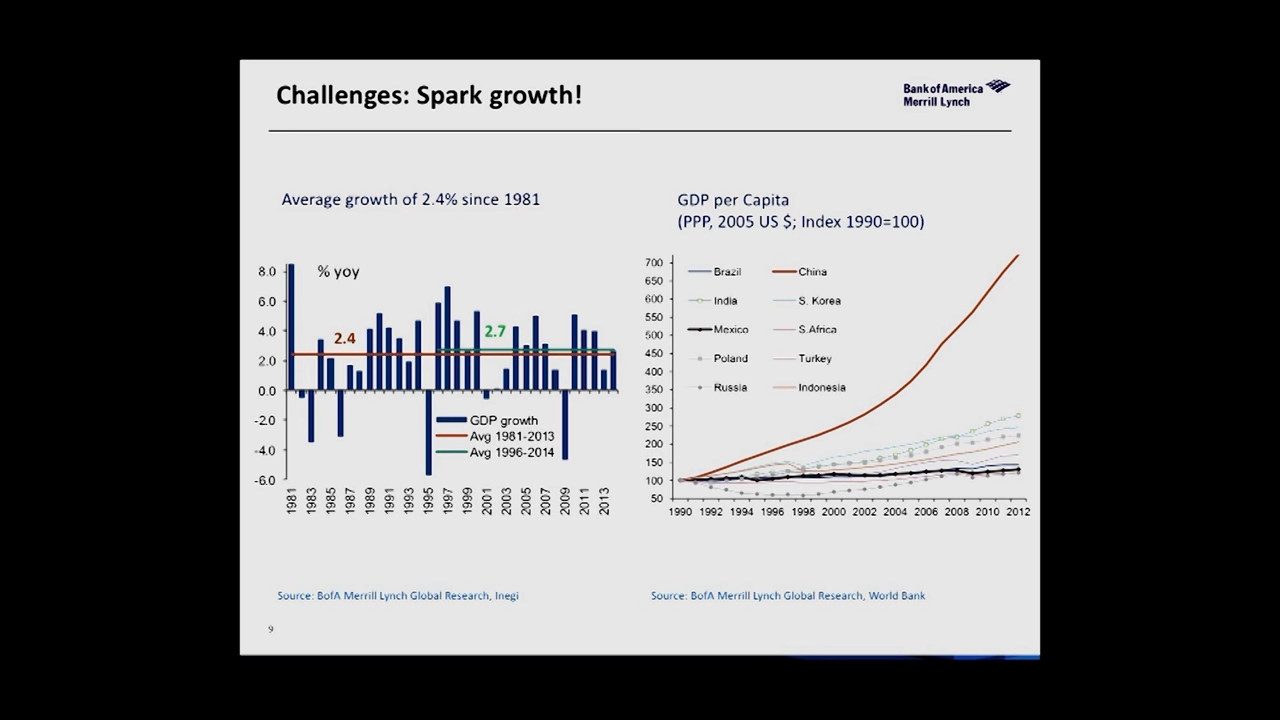 Challenges: Spark growth!
Bank of America
Merrill Lynch
Average growth of 2.4% since 1981
8.0
6.0
4.0
2.0
0.0
-2.0
-4.0
-6.0
% yoy
2.4
2.7
GDP growth
Avg 1981-2013
Avg 1996-2014
1981
1983
1985
1987
1989
1991
1993
1995
1997
1999
2001
2003
2005
2007
2009
2011
2013
Source: BofA Merrill Lynch Global Research, Inegi
GDP per Capita
(PPP, 2005 US $; Index 1990=100)
700
650
600
550
500
450
400
350
300
250
200
150
100
50
Brazil
China
India
S. Korea
Mexico
S.Africa
Poland
Turkey
Russia
Indonesia
1990 1992 1994 1996 1998 2000 2002 2004 2006 2008 2010 2012
Source: BofA Merrill Lynch Global Research, World Bank
9